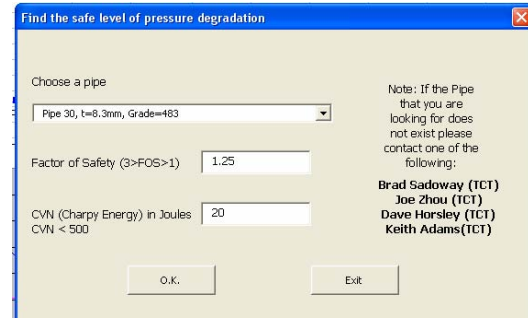 Find the safe level of pressure degradation
Choose a pipe
Pipe 30, t=8.3mm, Grade=483
Factor of Safety (3>FOS>1)
1.25
CVN (Charpy Energy) in Joules
CVN < 500
20
O.K.
Exit
Note: If the Pipe
that you are
looking for does
not exist please
contact one of the
following:
Brad Sadoway (TCT)
Joe Zhou (TCT)
Dave Horsley (TCT)
Keith Adams(TCT)